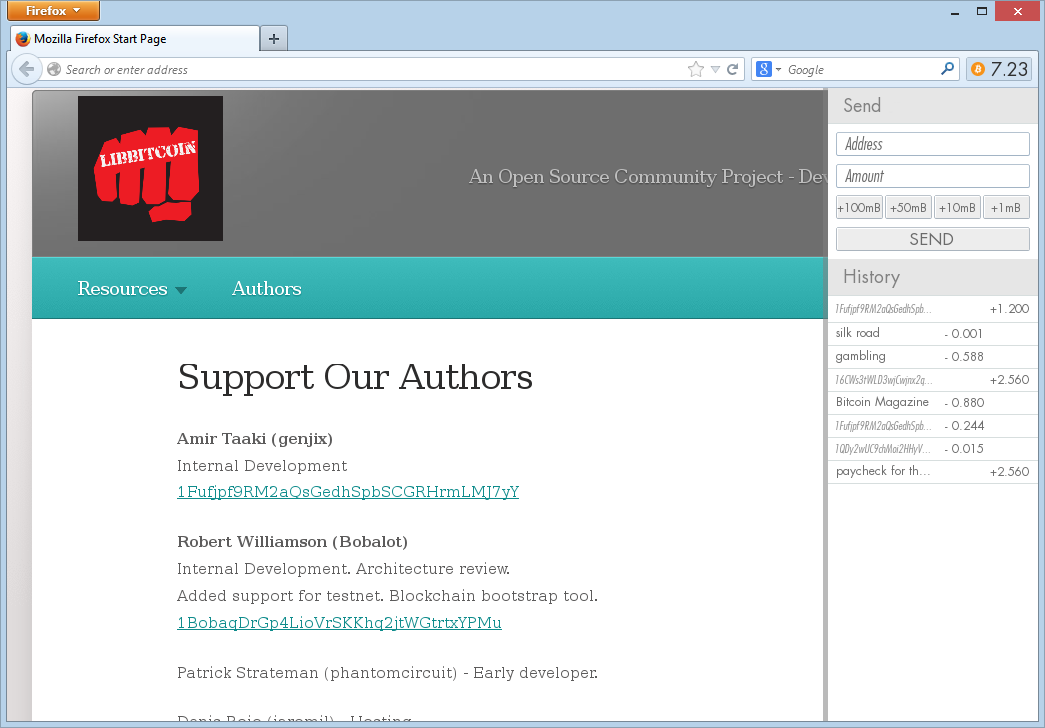 Firefox
Mozilla Firefox Start Page
Search or enter address
8
Google
7.23
LIBBITCOIN
An Open Source Community Project - Dev
Resources
Authors
Support Our Authors
Amir Taaki (genjix)
Internal Development
1Fufjpf9RM2aQsGedhSpbSCGRHrmLMJ7yY
Robert Williamson (Bobalot)
Internal Development. Architecture review.
Added support for testnet. Blockchain bootstrap tool.
1BobaqDrGp4LioVrSKKhq2jtWGtrtxYPMu
Patrick Strateman (phantomcircuit) - Early developer.
Send
Address
Amount
+100mB +50mB +10mB +1mB
SEND
History
1Fufjpf9RM2aQsGedhSpb... +1.200
silk road - 0.001
gambling - 0.588
16CWs3tWLD3wjCwjnx2q... +2.560
Bitcoin Magazine - 0.880
1Fufjpf9RM2aQsGedhSpb... - 0.244
- 0.015
paycheck for th... +2.560